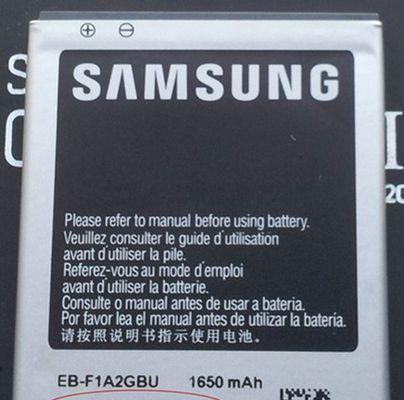 SAMSUNG
Please refer to manual before using battery.
Veuillez consulter le guide d'utilisation
avant d'utiliser la pile.
Referez-vous au mode d'emploi
avant d'utiliser la batterie.
Consulte o manual antes de usar a bateria.
Por favor lea el manual antes de utilizar la batería.
请按照说明书指示使用电池。
EB-F1A2GBU 1650 mAh